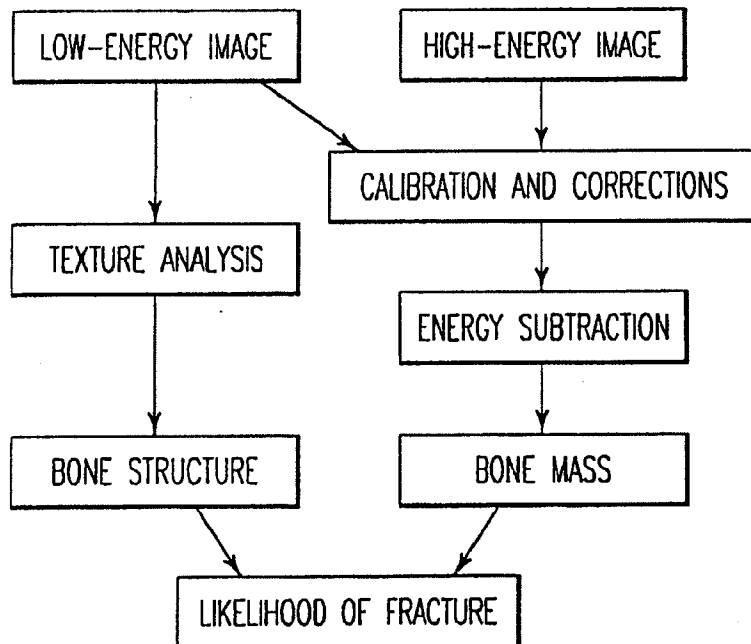 LOW-ENERGY IMAGE
HIGH-ENERGY IMAGE
CALIBRATION AND CORRECTIONS
TEXTURE ANALYSIS
ENERGY SUBTRACTION
BONE STRUCTURE
BONE MASS
LIKELIHOOD OF FRACTURE